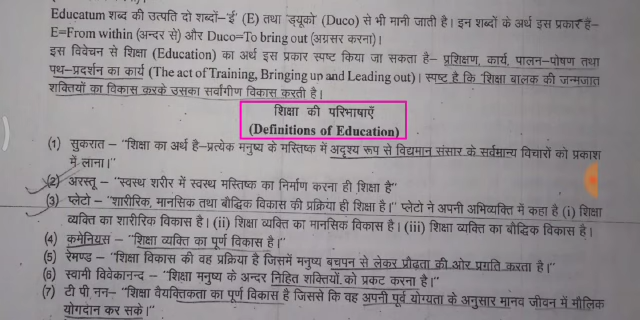 Educatum शब्द की उत्पति दो शब्दों–'ई' (E) तथा 'ड्यूको' (Duco) से भी मानी जाती है। इन शब्दों के अर्थ इस प्रकार हैं–
E=From within (अन्दर से) और Duco=To bring out (अग्रसर करना)।
इस विवेचन से शिक्षा (Education) का अर्थ इस प्रकार स्पष्ट किया जा सकता है– प्रशिक्षण, कार्य, पालन-पोषण तथा
पथ–प्रदर्शन का कार्य (The act of Training, Bringing up and Leading out)। स्पष्ट है कि शिक्षा बालक की जन्मजात
शक्तियों का विकास करके उसका सर्वांगीण विकास करती है।
शिक्षा की परिभाषाएँ
(Definitions of Education)
(1) सुकरात – "शिक्षा का अर्थ है–प्रत्येक मनुष्य के मस्तिष्क में अदृश्य रूप से विद्यमान संसार के सर्वमान्य विचारों को प्रकाश
में लाना।"
(2) अरस्तू – "स्वस्थ शरीर में स्वस्थ मस्तिष्क का निर्माण करना ही शिक्षा है"
(3) प्लेटो – "शारीरिक, मानसिक तथा बौद्धिक विकास की प्रक्रिया ही शिक्षा है।" प्लेटो ने अपनी अभिव्यक्ति में कहा है (i) शिक्षा
व्यक्ति का शारीरिक विकास है। (ii) शिक्षा व्यक्ति का मानसिक विकास है। (iii) शिक्षा व्यक्ति का बौद्धिक विकास है।
(4) कमेनियस – "शिक्षा व्यक्ति का पूर्ण विकास है।"
(5) रेमण्ड – "शिक्षा विकास की वह प्रक्रिया है जिसमें मनुष्य बचपन से लेकर प्रौढ़ता की ओर प्रगति करता है।"
(6) स्वामी विवेकानन्द – "शिक्षा मनुष्य के अन्दर निहित शक्तियों को प्रकट करना है।
(7) टी पी नन– "शिक्षा वैयक्तिकता का पूर्ण विकास है जिससे कि वह अपनी पूर्व योग्यता के अनुसार मानव जीवन में मौलिक
योगदान कर सके।"